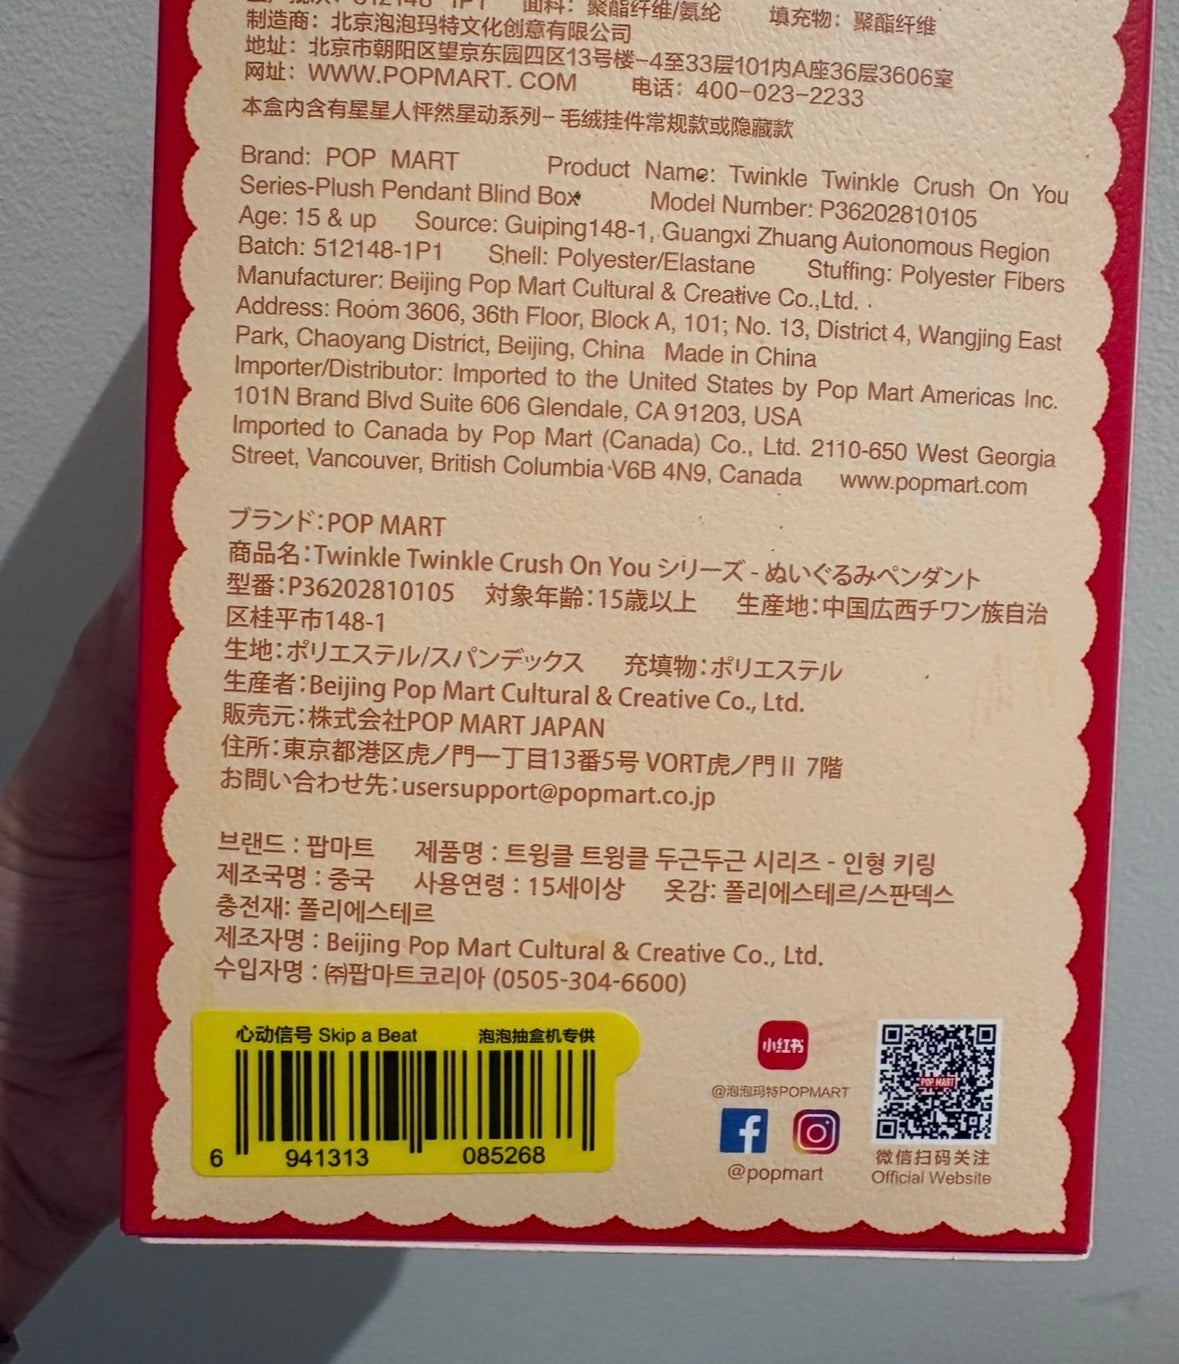 512148-1P1 面料：聚酯纤维/氨纶 填充物：聚酯纤维
制造商：北京泡泡玛特文化创意有限公司
地址：北京市朝阳区望京东园四区13号楼-4至33层101内A座36层3606室
网址：WWW.POPMART.COM 电话：400-023-2233
本盒内含有星星人怦然星动系列-毛绒挂件常规款或隐藏款
Brand: POP MART Product Name: Twinkle Twinkle Crush On You
Series-Plush Pendant Blind Box Model Number: P36202810105
Age: 15 & up Source: Guiping148-1, Guangxi Zhuang Autonomous Region
Batch: 512148-1P1 Shell: Polyester/Elastane Stuffing: Polyester Fibers
Manufacturer: Beijing Pop Mart Cultural & Creative Co.,Ltd.
Address: Room 3606, 36th Floor, Block A, 101; No. 13, District 4, Wangjing East
Park, Chaoyang District, Beijing, China Made in China
Importer/Distributor: Imported to the United States by Pop Mart Americas Inc.
101N Brand Blvd Suite 606 Glendale, CA 91203, USA
Imported to Canada by Pop Mart (Canada) Co., Ltd. 2110-650 West Georgia
Street, Vancouver, British Columbia V6B 4N9, Canada www.popmart.com
ブランド：POP MART
商品名：Twinkle Twinkle Crush On You シリーズ - ぬいぐるみペンダント
型番：P36202810105 対象年齢：15歳以上 生産地：中国広西チワン族自治
区桂平市148-1
生地：ポリエステル/スパンデックス 充填物：ポリエステル
生産者：Beijing Pop Mart Cultural & Creative Co., Ltd.
販売元：株式会社POP MART JAPAN
住所：東京都港区虎ノ門一丁目13番5号 VORT虎ノ門II 7階
お問い合わせ先：usersupport@popmart.co.jp
브랜드 : 팝마트 제품명 : 트윙클 트윙클 두근두근 시리즈 - 인형 키링
제조국명 : 중국 사용연령 : 15세이상 옷감: 폴리에스테르/스판덱스
충전재: 폴리에스테르
제조자명 : Beijing Pop Mart Cultural & Creative Co., Ltd.
수입자명 : ㈜팝마트코리아 (0505-304-6600)
心动信号 Skip a Beat 泡泡抽盒机专供
6 941313 085268
小红书
@泡泡玛特POPMART
@popmart
POP MART
微信扫码关注
Official Website